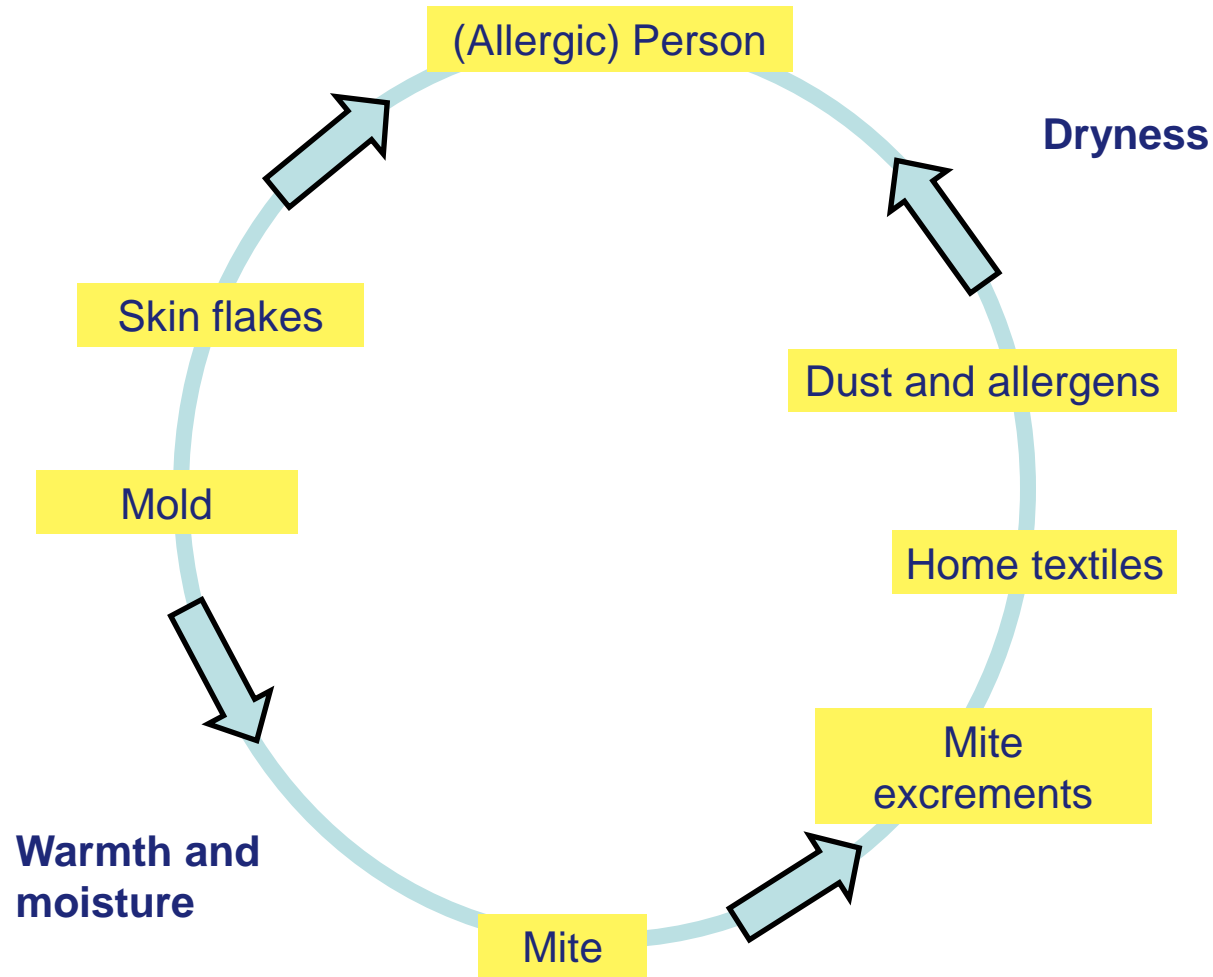 (Allergic) Person
Dryness
Skin flakes
Dust and allergens
Mold
Home textiles
Mite
excrements
Warmth and
moisture
Mite